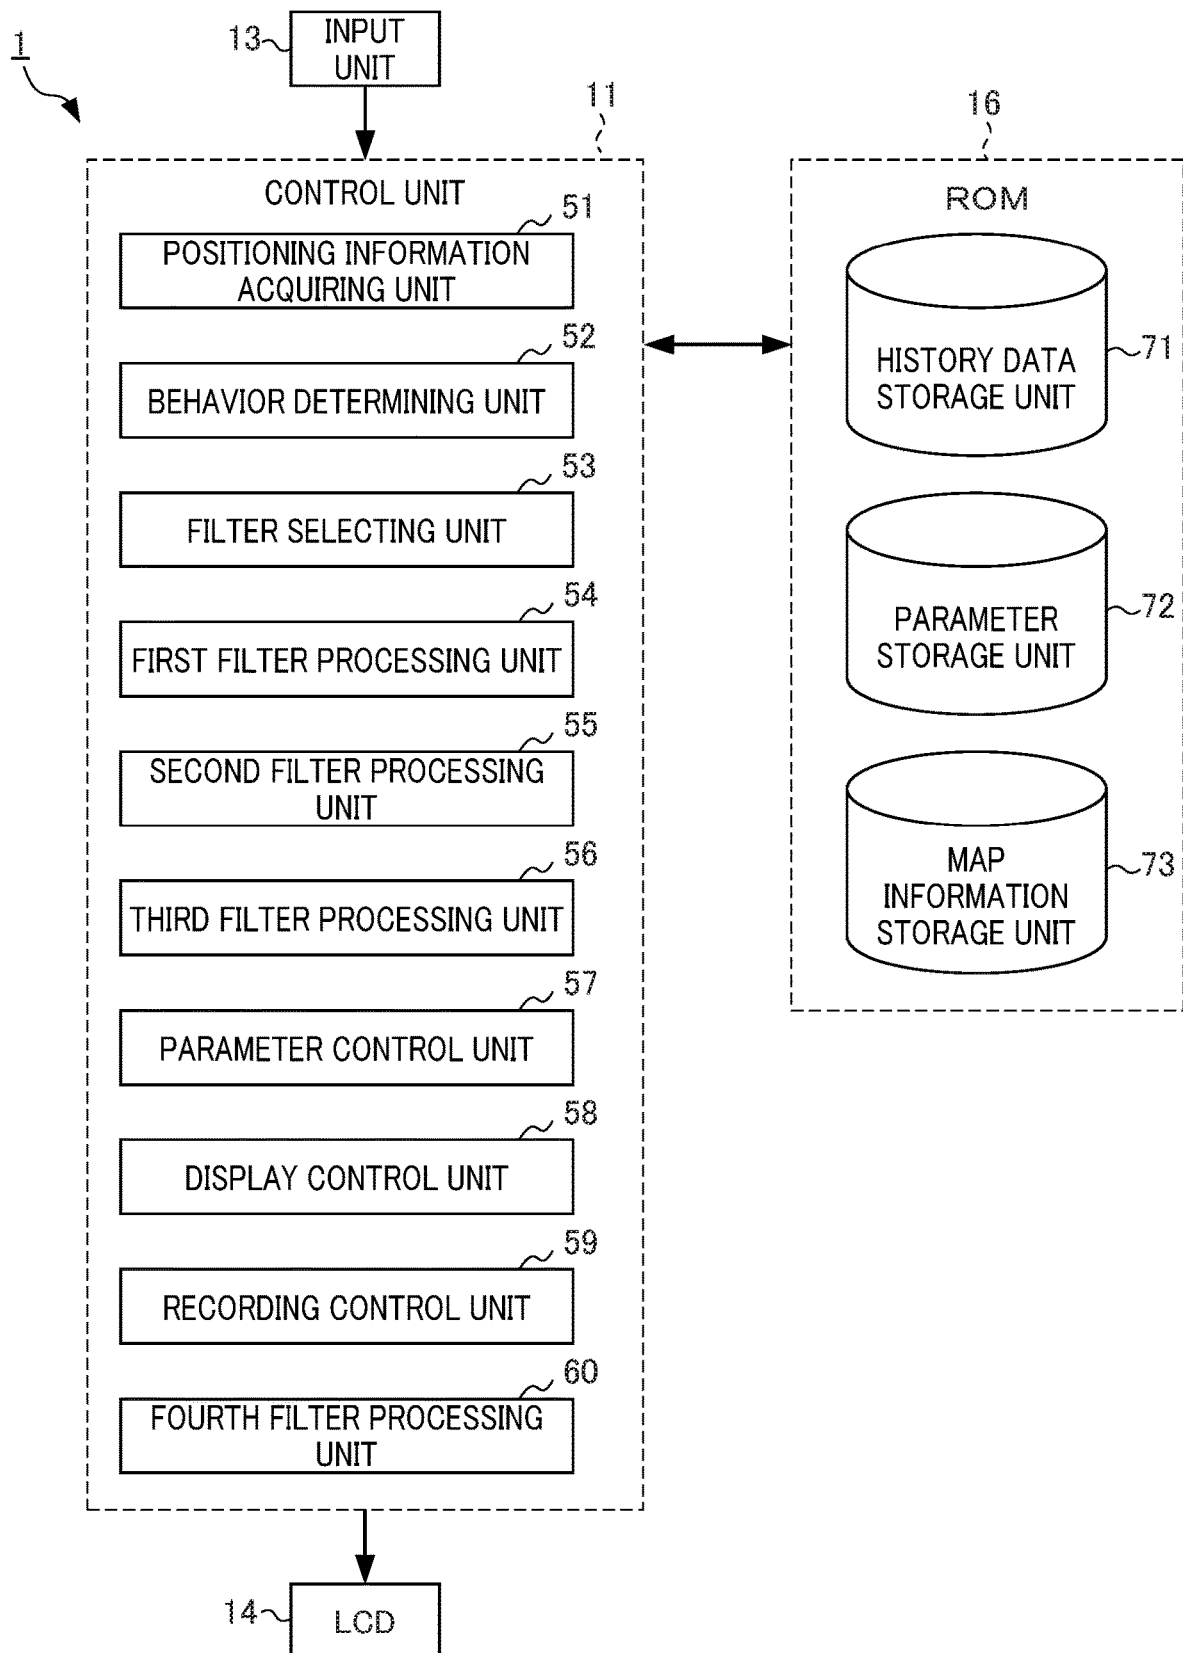 1
13
INPUT
UNIT
11
CONTROL UNIT
51
POSITIONING INFORMATION
ACQUIRING UNIT
52
BEHAVIOR DETERMINING UNIT
53
FILTER SELECTING UNIT
54
FIRST FILTER PROCESSING UNIT
55
SECOND FILTER PROCESSING
UNIT
56
THIRD FILTER PROCESSING UNIT
57
PARAMETER CONTROL UNIT
58
DISPLAY CONTROL UNIT
59
RECORDING CONTROL UNIT
60
FOURTH FILTER PROCESSING
UNIT
14
LCD
16
ROM
HISTORY DATA
STORAGE UNIT
71
PARAMETER
STORAGE UNIT
72
MAP
INFORMATION
STORAGE UNIT
73